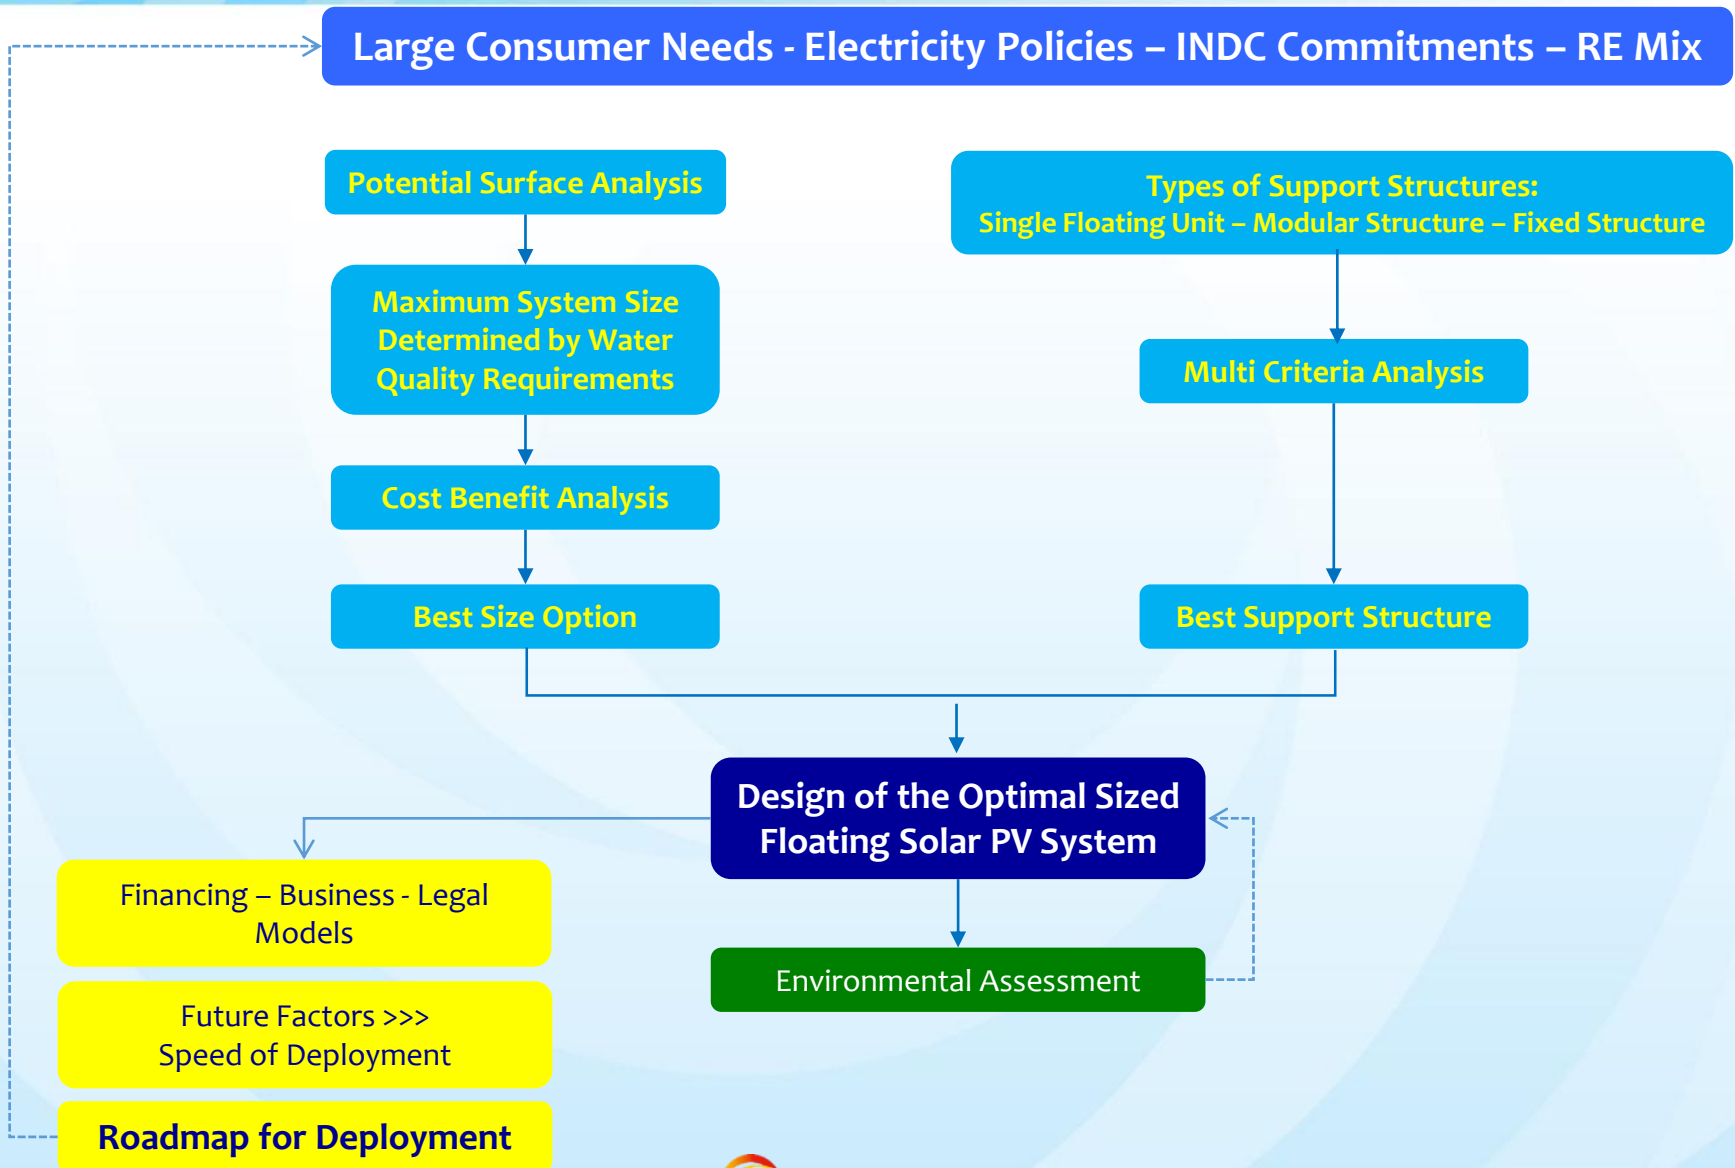 Large Consumer Needs - Electricity Policies – INDC Commitments – RE Mix
Potential Surface Analysis
Types of Support Structures:
Single Floating Unit – Modular Structure – Fixed Structure
Maximum System Size
Determined by Water
Quality Requirements
Multi Criteria Analysis
Cost Benefit Analysis
Best Size Option
Best Support Structure
Design of the Optimal Sized
Floating Solar PV System
Financing – Business - Legal
Models
Environmental Assessment
Future Factors >>>
Speed of Deployment
Roadmap for Deployment